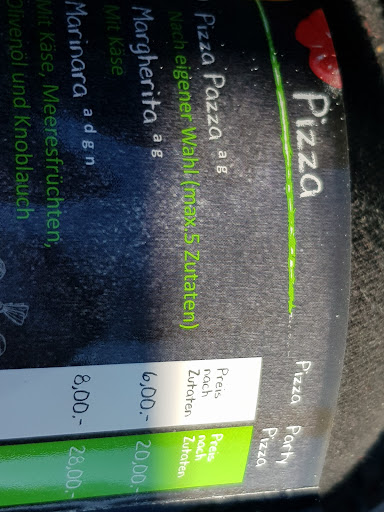 Pizza
Pizza
Party
Pizza
Pizza Pazza a g
Preis
nach
Zutaten
Preis
nach
Zutaten
Nach eigener Wahl (max.5 Zutaten)
Margherita a g
6,00.-
20,00.-
Mit Käse
Marinara a d g n
8,00.-
28,00.-
Mit Käse, Meeresfrüchten,
Olivenöl und Knoblauch